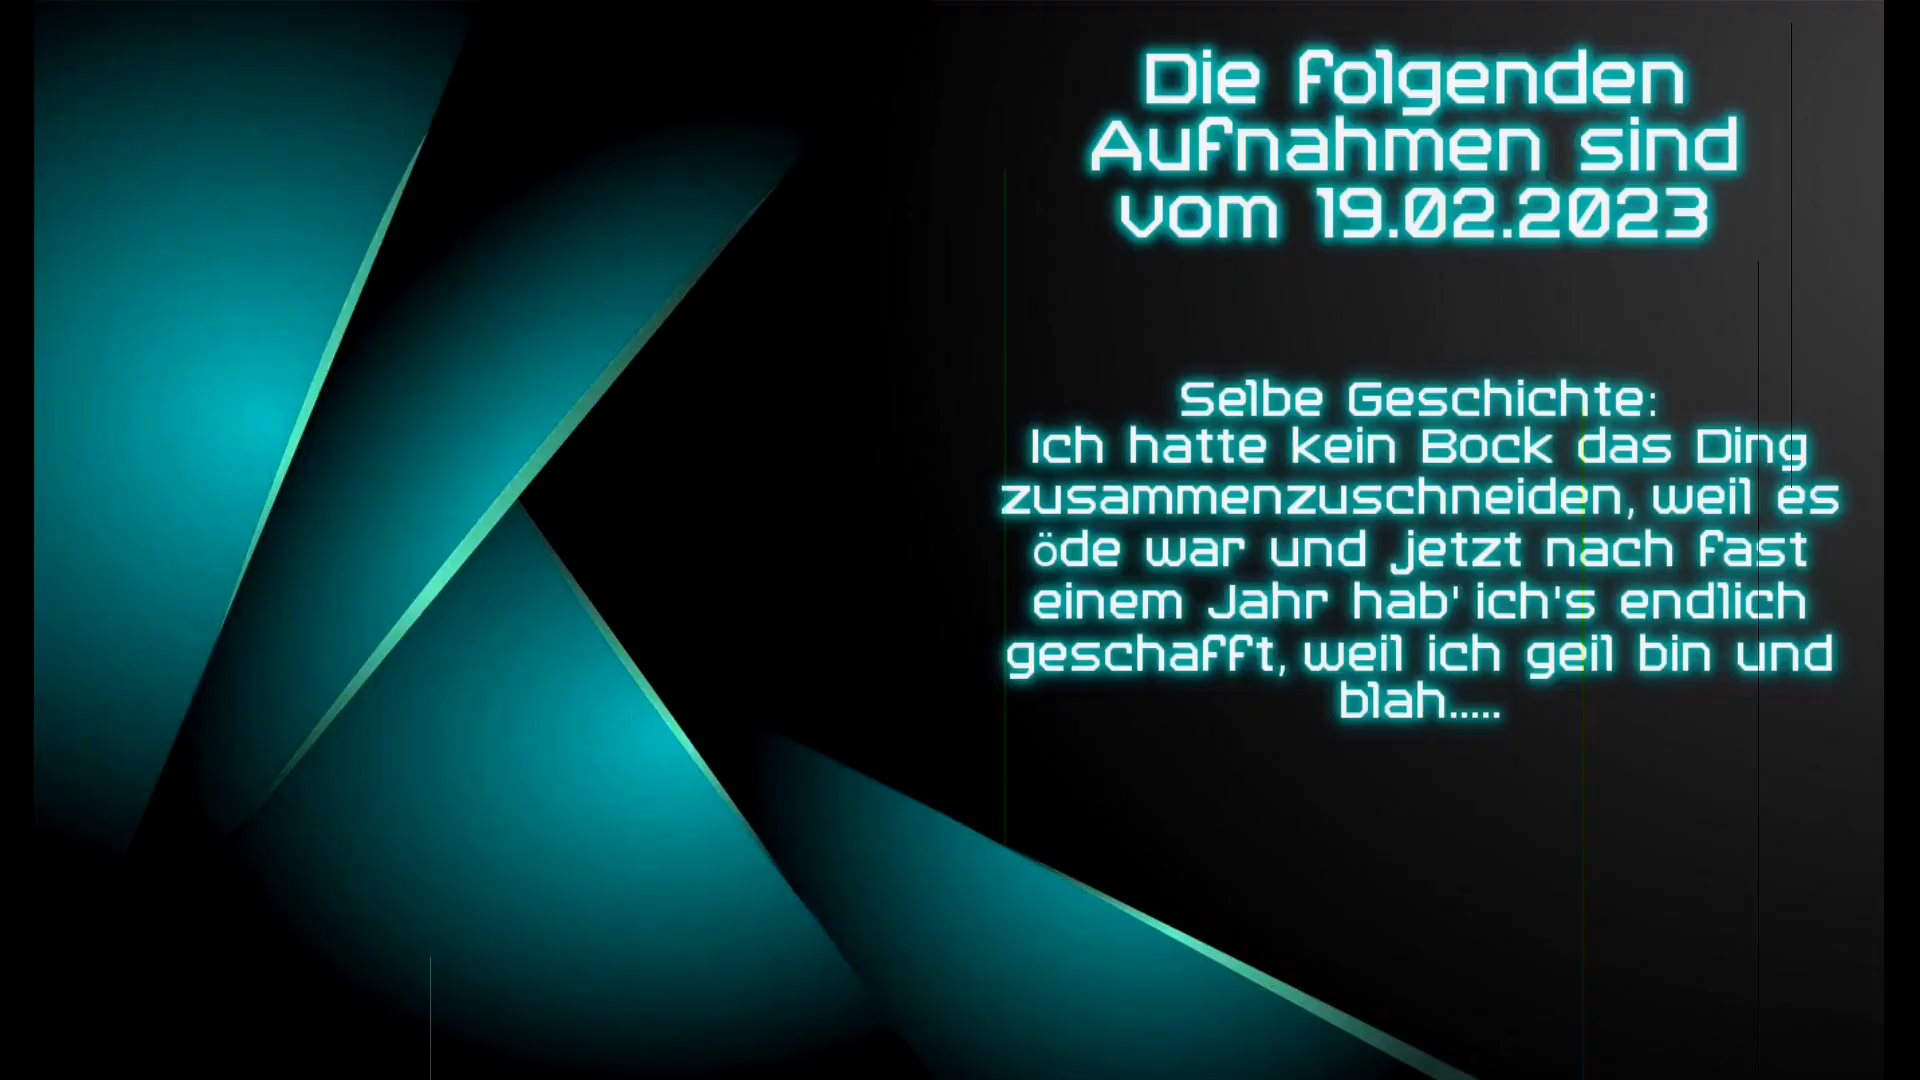 Die folgenden
Aufnahmen sind
vom 19.02.2023
Selbe Geschichte:
Ich hatte kein Bock das Ding
zusammenzuschneiden, weil es
öde war und jetzt nach fast
einem Jahr hab' ich's endlich
geschafft, weil ich geil bin und
blah.....